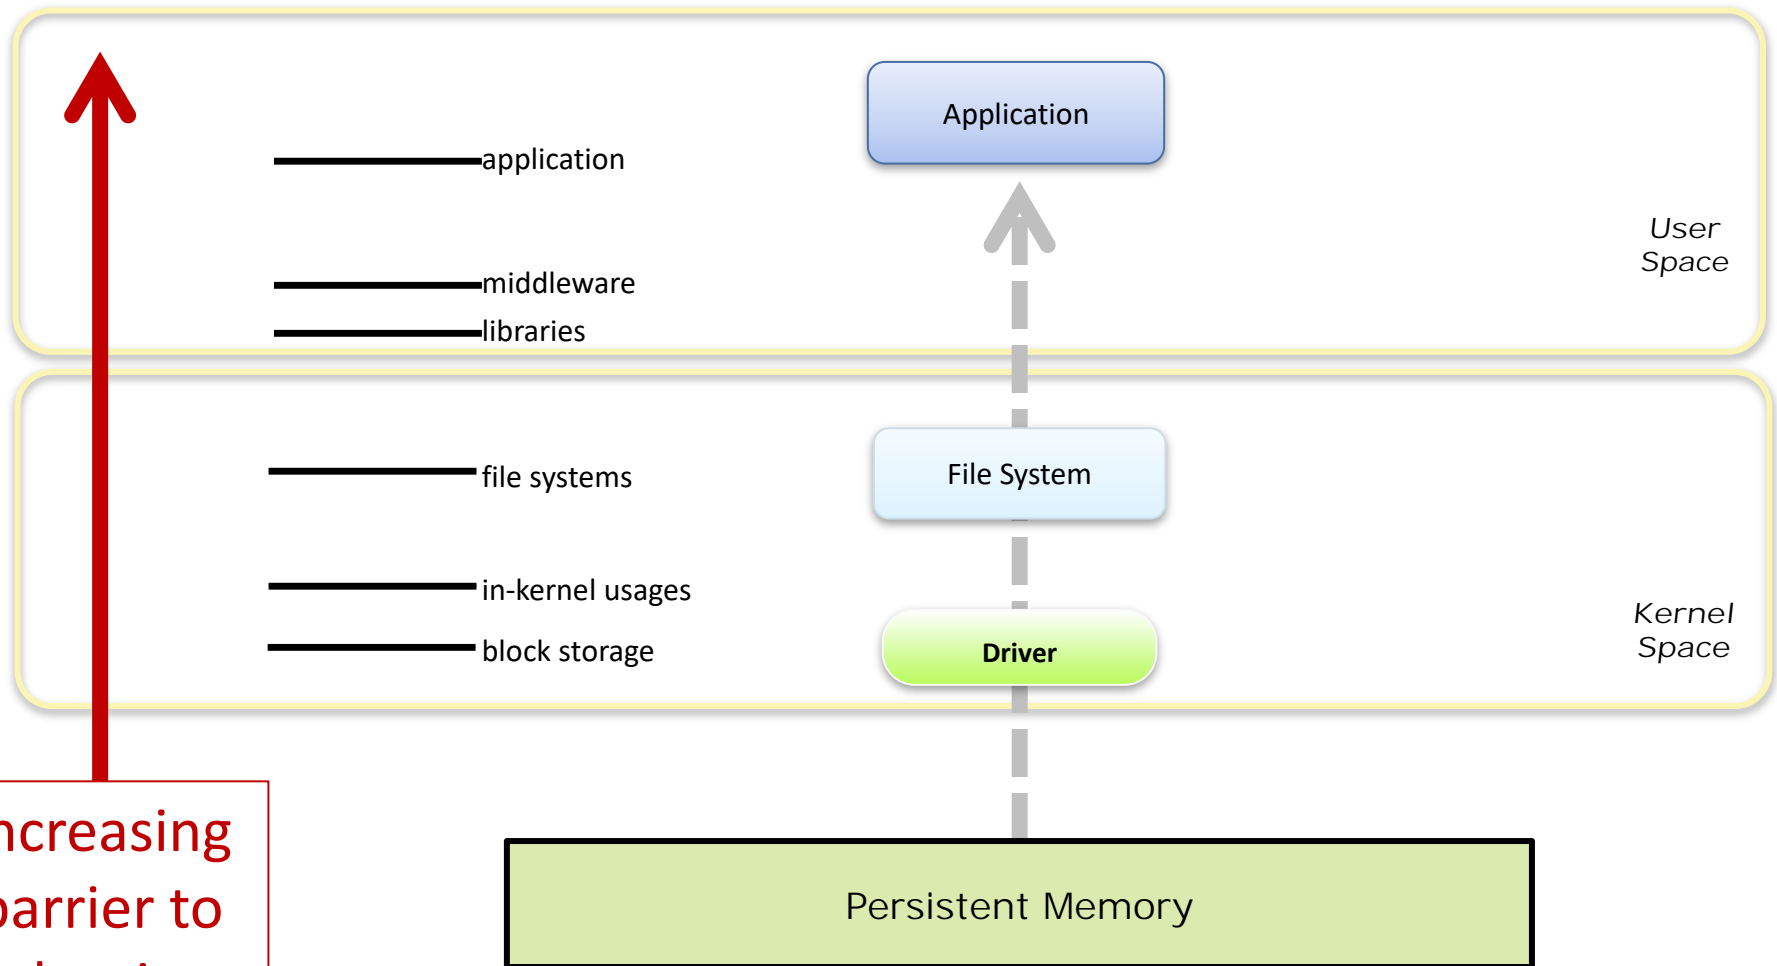 Application
application
User
Space
middleware
libraries
file systems
File System
in-kernel usages
Kernel
Space
block storage
Driver
ncreasing
barrier to
Persistent Memory